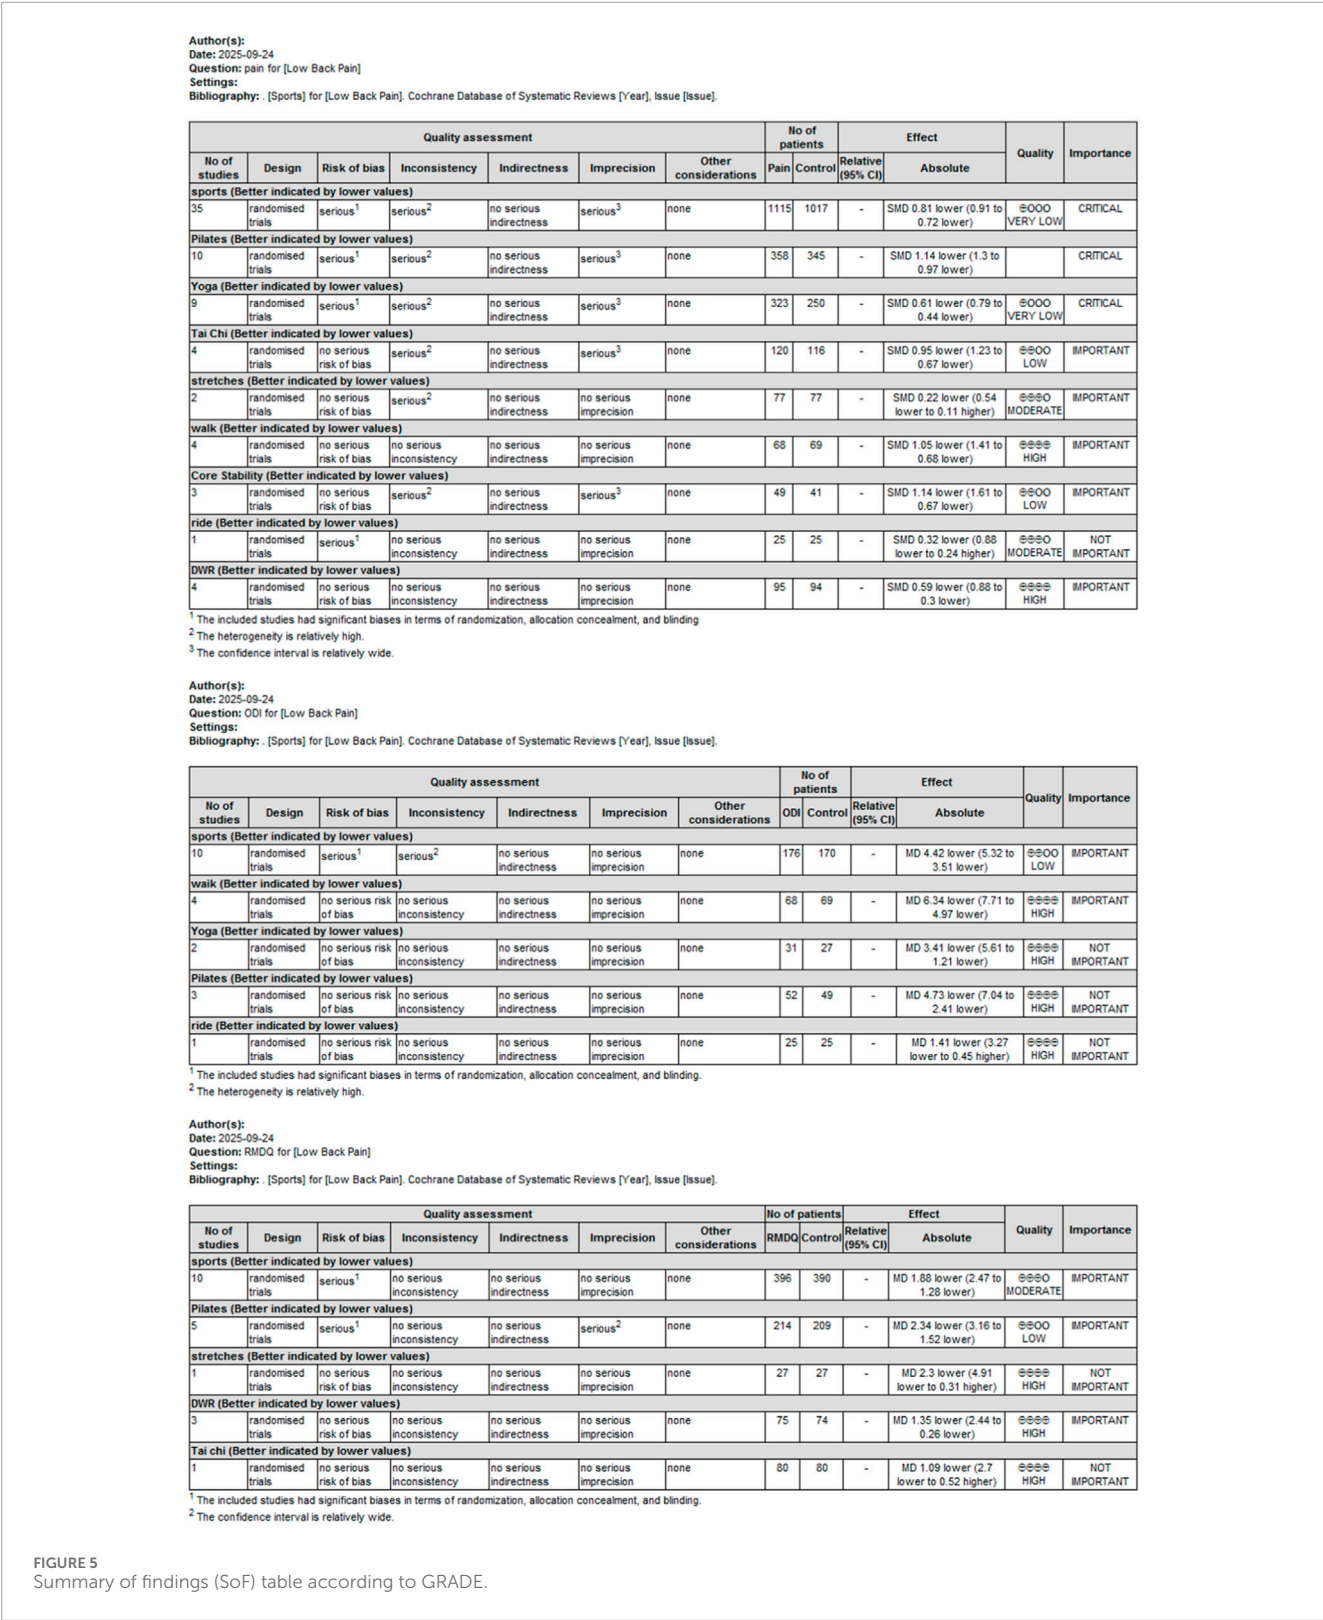 Author(s):
Date: 2025-09-24
Question: pain for [Low Back Pain]
Settings:
Bibliography: . [Sports] for [Low Back Pain]. Cochrane Database of Systematic Reviews [Year], Issue [Issue].
Quality assessment No of patients Effect Quality Importance
No of studies Design Risk of bias Inconsistency Indirectness Imprecision Other considerations Pain Control Relative (95% CI) Absolute
sports (Better indicated by lower values)
35 randomised trials serious1 serious2 no serious indirectness serious3 none 1115 1017 - SMD 0.81 lower (0.91 to 0.72 lower) ⊕OOO VERY LOW CRITICAL
Pilates (Better indicated by lower values)
10 randomised trials serious1 serious2 no serious indirectness serious3 none 358 345 - SMD 1.14 lower (1.3 to 0.97 lower) CRITICAL
Yoga (Better indicated by lower values)
9 randomised trials serious1 serious2 no serious indirectness serious3 none 323 250 - SMD 0.61 lower (0.79 to 0.44 lower) ⊕OOO VERY LOW CRITICAL
Tai Chi (Better indicated by lower values)
4 randomised trials no serious risk of bias serious2 no serious indirectness serious3 none 120 116 - SMD 0.95 lower (1.23 to 0.67 lower) ⊕⊕OO LOW IMPORTANT
stretches (Better indicated by lower values)
2 randomised trials no serious risk of bias serious2 no serious indirectness no serious imprecision none 77 77 - SMD 0.22 lower (0.54 lower to 0.11 higher) ⊕⊕⊕O MODERATE IMPORTANT
walk (Better indicated by lower values)
4 randomised trials no serious risk of bias no serious inconsistency no serious indirectness no serious imprecision none 68 69 - SMD 1.05 lower (1.41 to 0.68 lower) ⊕⊕⊕⊕ HIGH IMPORTANT
Core Stability (Better indicated by lower values)
3 randomised trials no serious risk of bias serious2 no serious indirectness serious3 none 49 41 - SMD 1.14 lower (1.61 to 0.67 lower) ⊕⊕OO LOW IMPORTANT
ride (Better indicated by lower values)
1 randomised trials serious1 no serious inconsistency no serious indirectness no serious imprecision none 25 25 - SMD 0.32 lower (0.88 lower to 0.24 higher) ⊕⊕⊕O MODERATE NOT IMPORTANT
DWR (Better indicated by lower values)
4 randomised trials no serious risk of bias no serious inconsistency no serious indirectness no serious imprecision none 95 94 - SMD 0.59 lower (0.88 to 0.3 lower) ⊕⊕⊕⊕ HIGH IMPORTANT
1 The included studies had significant biases in terms of randomization, allocation concealment, and blinding
2 The heterogeneity is relatively high.
3 The confidence interval is relatively wide.
Author(s):
Date: 2025-09-24
Question: ODI for [Low Back Pain]
Settings:
Bibliography: . [Sports] for [Low Back Pain]. Cochrane Database of Systematic Reviews [Year], Issue [Issue].
Quality assessment No of patients Effect Quality Importance
No of studies Design Risk of bias Inconsistency Indirectness Imprecision Other considerations ODI Control Relative (95% CI) Absolute
sports (Better indicated by lower values)
10 randomised trials serious1 serious2 no serious indirectness no serious imprecision none 176 170 - MD 4.42 lower (5.32 to 3.51 lower) ⊕⊕OO LOW IMPORTANT
waik (Better indicated by lower values)
4 randomised trials no serious risk of bias no serious inconsistency no serious indirectness no serious imprecision none 68 69 - MD 6.34 lower (7.71 to 4.97 lower) ⊕⊕⊕⊕ HIGH IMPORTANT
Yoga (Better indicated by lower values)
2 randomised trials no serious risk of bias no serious inconsistency no serious indirectness no serious imprecision none 31 27 - MD 3.41 lower (5.61 to 1.21 lower) ⊕⊕⊕⊕ HIGH NOT IMPORTANT
Pilates (Better indicated by lower values)
3 randomised trials no serious risk of bias no serious inconsistency no serious indirectness no serious imprecision none 52 49 - MD 4.73 lower (7.04 to 2.41 lower) ⊕⊕⊕⊕ HIGH NOT IMPORTANT
ride (Better indicated by lower values)
1 randomised trials no serious risk of bias no serious inconsistency no serious indirectness no serious imprecision none 25 25 - MD 1.41 lower (3.27 lower to 0.45 higher) ⊕⊕⊕⊕ HIGH NOT IMPORTANT
1 The included studies had significant biases in terms of randomization, allocation concealment, and blinding.
2 The heterogeneity is relatively high.
Author(s):
Date: 2025-09-24
Question: RMDQ for [Low Back Pain]
Settings:
Bibliography: . [Sports] for [Low Back Pain]. Cochrane Database of Systematic Reviews [Year], Issue [Issue].
Quality assessment No of patients Effect Quality Importance
No of studies Design Risk of bias Inconsistency Indirectness Imprecision Other considerations RMDQ Control Relative (95% CI) Absolute
sports (Better indicated by lower values)
10 randomised trials serious1 no serious inconsistency no serious indirectness no serious imprecision none 396 390 - MD 1.88 lower (2.47 to 1.28 lower) ⊕⊕⊕O MODERATE IMPORTANT
Pilates (Better indicated by lower values)
5 randomised trials serious1 no serious inconsistency no serious indirectness serious2 none 214 209 - MD 2.34 lower (3.16 to 1.52 lower) ⊕⊕OO LOW IMPORTANT
stretches (Better indicated by lower values)
1 randomised trials no serious risk of bias no serious inconsistency no serious indirectness no serious imprecision none 27 27 - MD 2.3 lower (4.91 lower to 0.31 higher) ⊕⊕⊕⊕ HIGH NOT IMPORTANT
DWR (Better indicated by lower values)
3 randomised trials no serious risk of bias no serious inconsistency no serious indirectness no serious imprecision none 75 74 - MD 1.35 lower (2.44 to 0.26 lower) ⊕⊕⊕⊕ HIGH IMPORTANT
Tai chi (Better indicated by lower values)
1 randomised trials no serious risk of bias no serious inconsistency no serious indirectness no serious imprecision none 80 80 - MD 1.09 lower (2.7 lower to 0.52 higher) ⊕⊕⊕⊕ HIGH NOT IMPORTANT
1 The included studies had significant biases in terms of randomization, allocation concealment, and blinding.
2 The confidence interval is relatively wide.
FIGURE 5
Summary of findings (SoF) table according to GRADE.